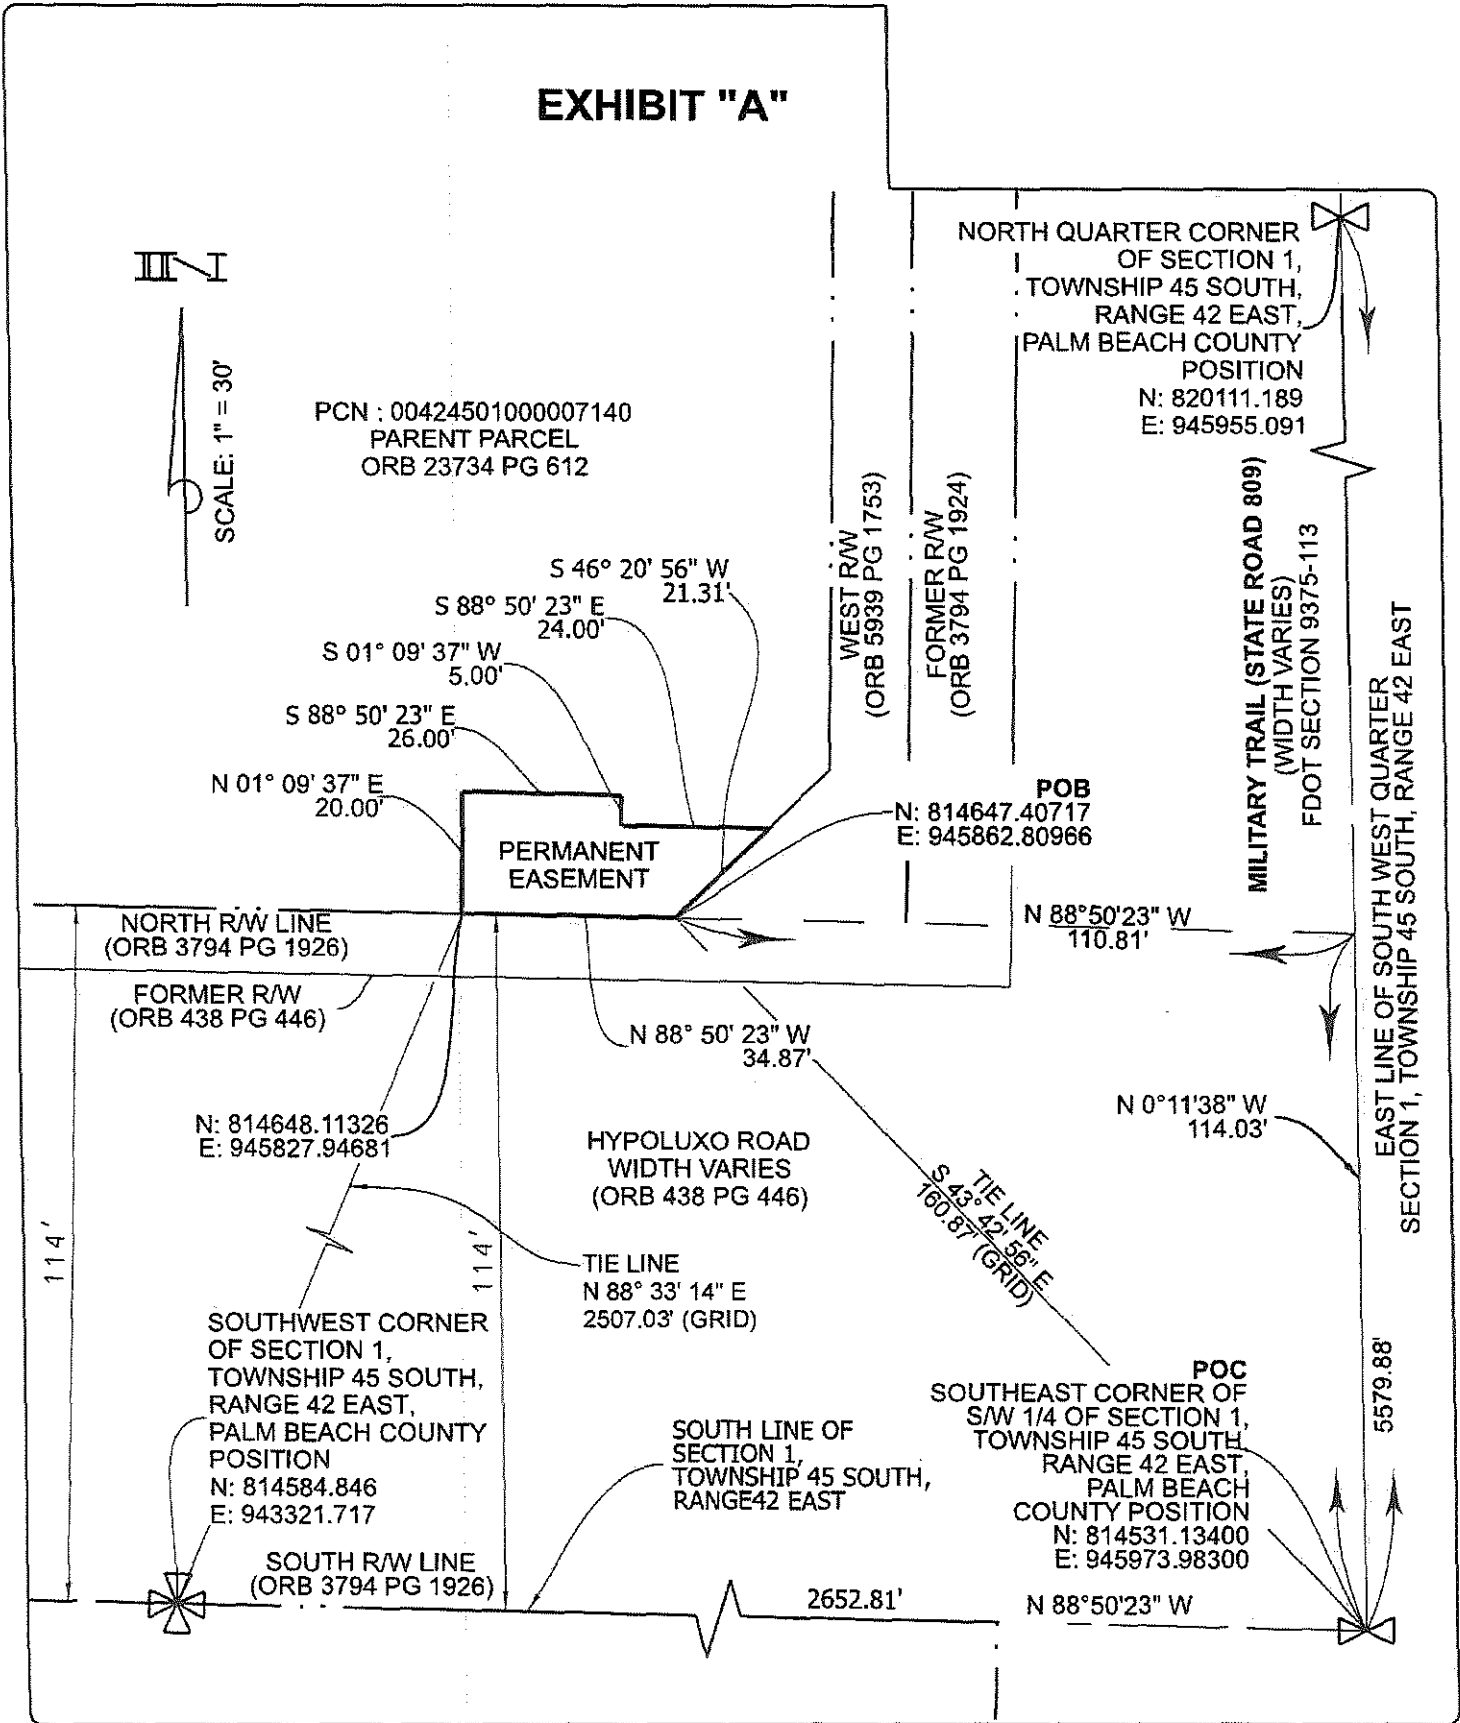 EXHIBIT "A"
NORTH QUARTER CORNER
OF SECTION 1,
TOWNSHIP 45 SOUTH,
RANGE 42 EAST,
PALM BEACH COUNTY
POSITION
N: 820111.189
E: 945955.091
SCALE: 1" = 30'
PCN : 00424501000007140
PARENT PARCEL
ORB 23734 PG 612
WEST R/W
(ORB 5939 PG 1753)
FORMER R/W
(ORB 3794 PG 1924)
MILITARY TRAIL (STATE ROAD 809)
(WIDTH VARIES)
FDOT SECTION 9375-113
EAST LINE OF SOUTH WEST QUARTER
SECTION 1, TOWNSHIP 45 SOUTH, RANGE 42 EAST
S 46° 20' 56" W
21.31'
S 88° 50' 23" E
24.00'
S 01° 09' 37" W
5.00'
S 88° 50' 23" E
26.00'
N 01° 09' 37" E
20.00'
POB
N: 814647.40717
E: 945862.80966
PERMANENT
EASEMENT
NORTH R/W LINE
(ORB 3794 PG 1926)
N 88°50'23" W
110.81'
FORMER R/W
(ORB 438 PG 446)
N 88° 50' 23" W
34.87'
N: 814648.11326
E: 945827.94681
HYPOLUXO ROAD
WIDTH VARIES
(ORB 438 PG 446)
N 0°11'38" W
114.03'
TIE LINE
S 43° 42' 56" E
160.87' (GRID)
114'
114'
TIE LINE
N 88° 33' 14" E
2507.03' (GRID)
SOUTHWEST CORNER
OF SECTION 1,
TOWNSHIP 45 SOUTH,
RANGE 42 EAST,
PALM BEACH COUNTY
POSITION
N: 814584.846
E: 943321.717
POC
SOUTHEAST CORNER OF
S/W 1/4 OF SECTION 1,
TOWNSHIP 45 SOUTH,
RANGE 42 EAST,
PALM BEACH
COUNTY POSITION
N: 814531.13400
E: 945973.98300
5579.88'
SOUTH LINE OF
SECTION 1,
TOWNSHIP 45 SOUTH,
RANGE42 EAST
SOUTH R/W LINE
(ORB 3794 PG 1926)
2652.81'
N 88°50'23" W